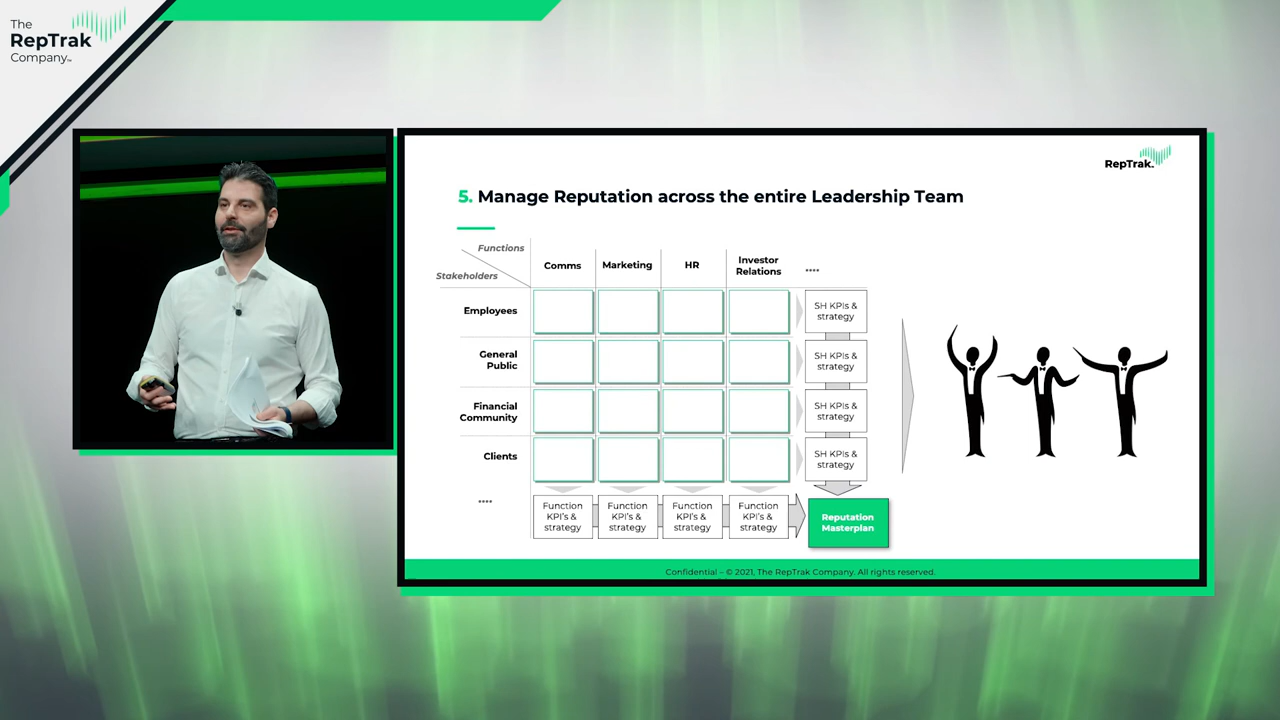 The
RepTrak
Company™
RepTrak.
5. Manage Reputation across the entire Leadership Team
Functions
Stakeholders
Comms
Marketing
HR
Investor
Relations
****
Employees
SH KPIs &
strategy
General
Public
SH KPIs &
strategy
Financial
Community
SH KPIs &
strategy
Clients
SH KPIs &
strategy
****
Function
KPI's &
strategy
Function
KPI's &
strategy
Function
KPI's &
strategy
Function
KPI's &
strategy
Reputation
Masterplan
Confidential – © 2021, The RepTrak Company. All rights reserved.